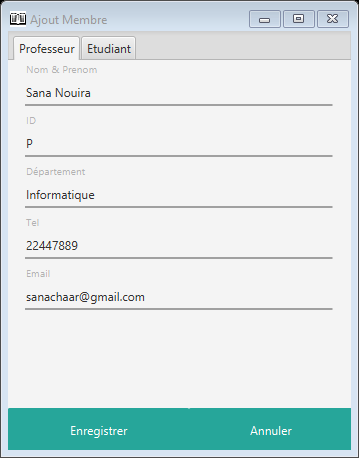 Ajout Membre
Professeur Etudiant
Nom & Prenom
Sana Nouira
ID
P
Département
Informatique
Tel
22447889
Email
sanachaar@gmail.com
Enregistrer Annuler